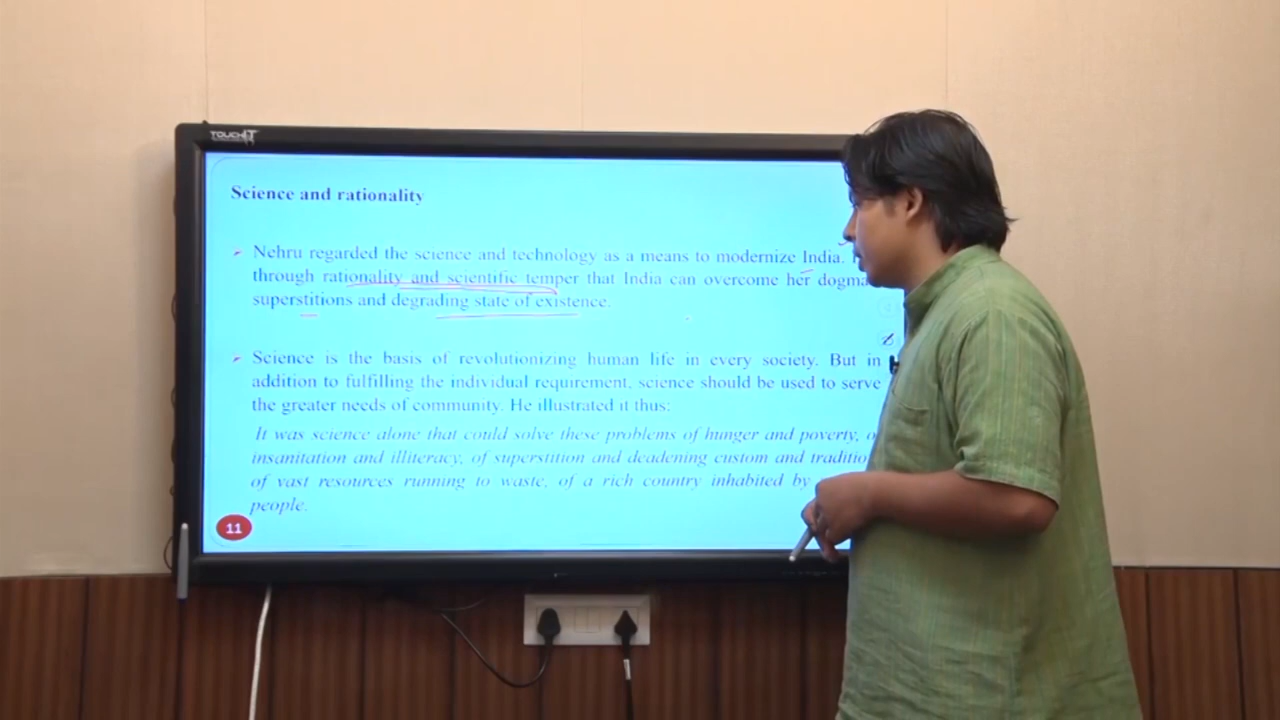 TOUCHIT
Science and rationality
Nehru regarded the science and technology as a means to modernize India.
through rationality and scientific temper that India can overcome her
superstitions and degrading state of existence.
Science is the basis of revolutionizing human life in every society. But in
addition to fulfilling the individual requirement, science should be used to serve
the greater needs of community. He illustrated it thus:
It was science alone that could solve these problems of hunger and poverty,
insanitation and illiteracy, of superstition and deadening custom and
of vast resources running to waste, of a rich country inhabited by
people.
11